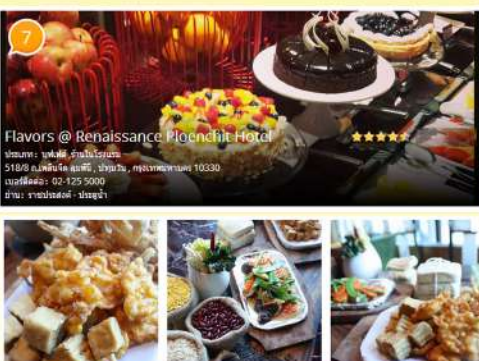 7
Flavors @ Renaissance Ploenchit Hotel
ประเภท : บุฟเฟ่ต์ ,ร้านในโรงแรม
518/8 ถ.เพลินจิต ลุมพินี , ปทุมวัน , กรุงเทพมหานคร 10330
เบอร์ติดต่อ: 02-125 5000
ย่าน: ราชประสงค์ - ประตูน้ำ